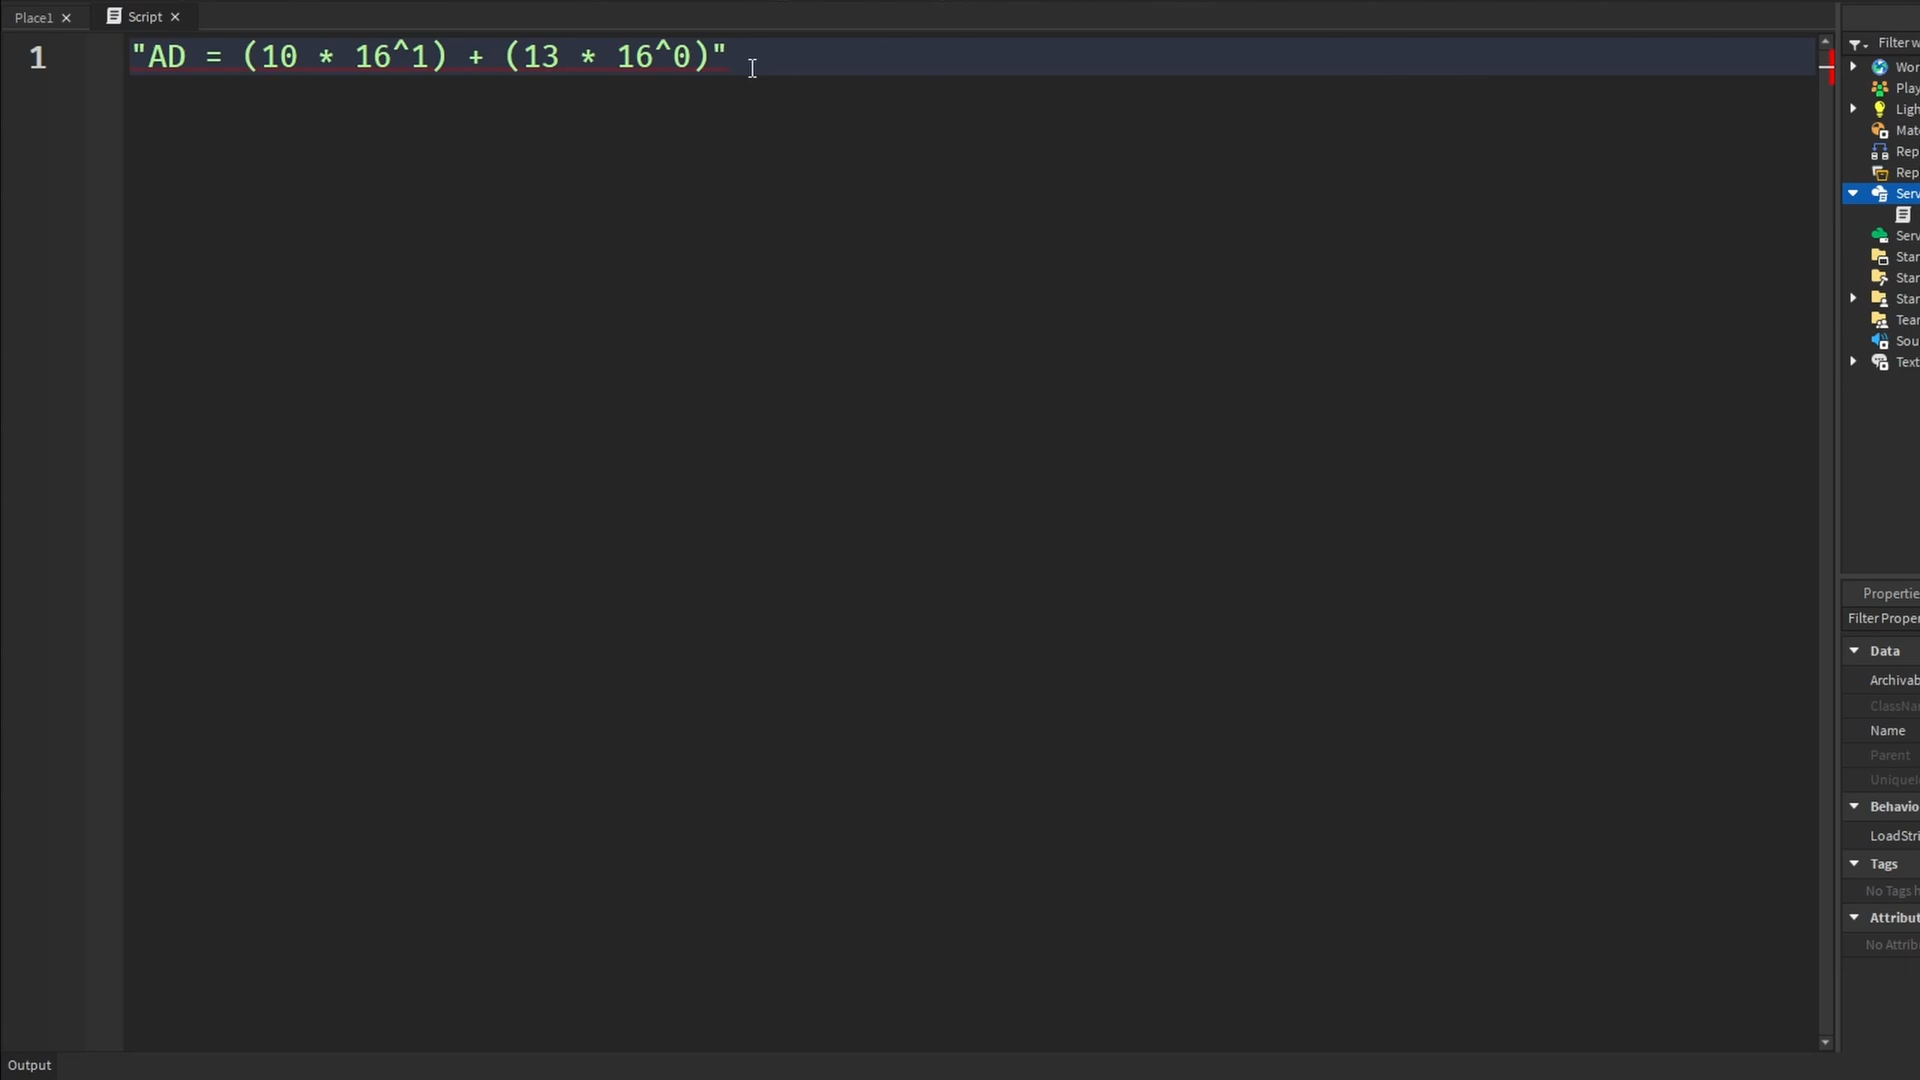 Place1
Script
1
"AD = (10 * 16^1) + (13 * 16^0)"
Filter w
Wor
Play
Ligh
Mat
Rep
Rep
Serv
Serv
Star
Star
Star
Tear
Sou
Text
Propertie
Filter Proper
Data
Archivab
ClassNa
Name
Parent
UniqueI
Behavio
LoadStri
Tags
No Tags h
Attribut
No Attrib
Output